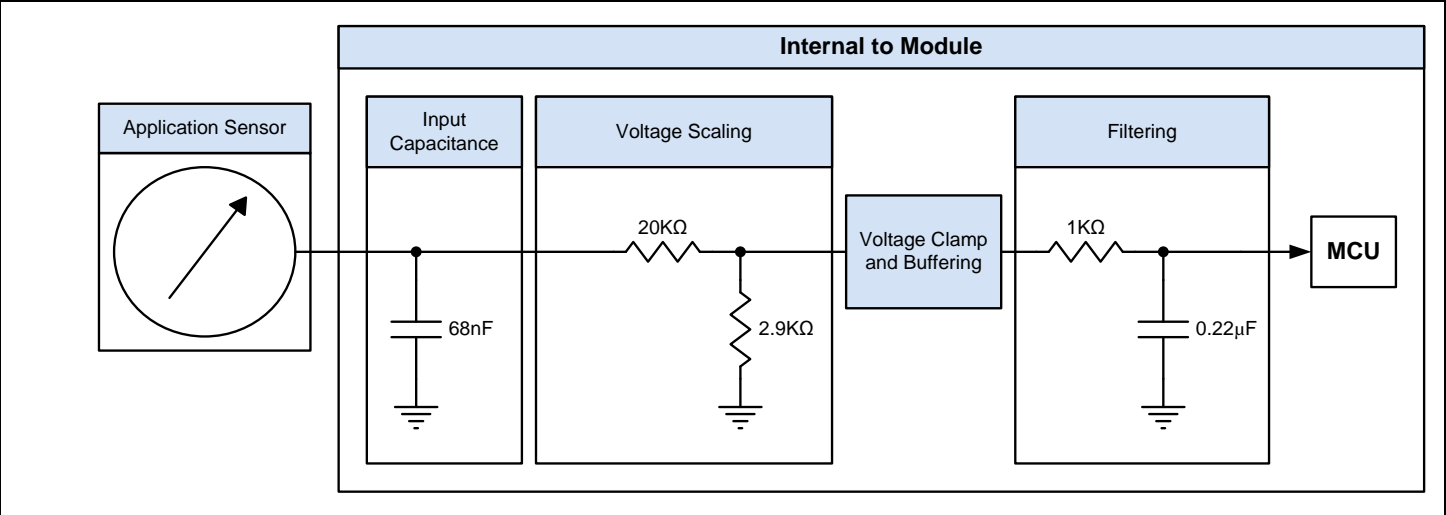 Internal to Module
Application Sensor
Input
Capacitance
Voltage Scaling
Filtering
20KΩ
1KΩ
Voltage Clamp
and Buffering
MCU
68nF
2.9KΩ
0.22μF